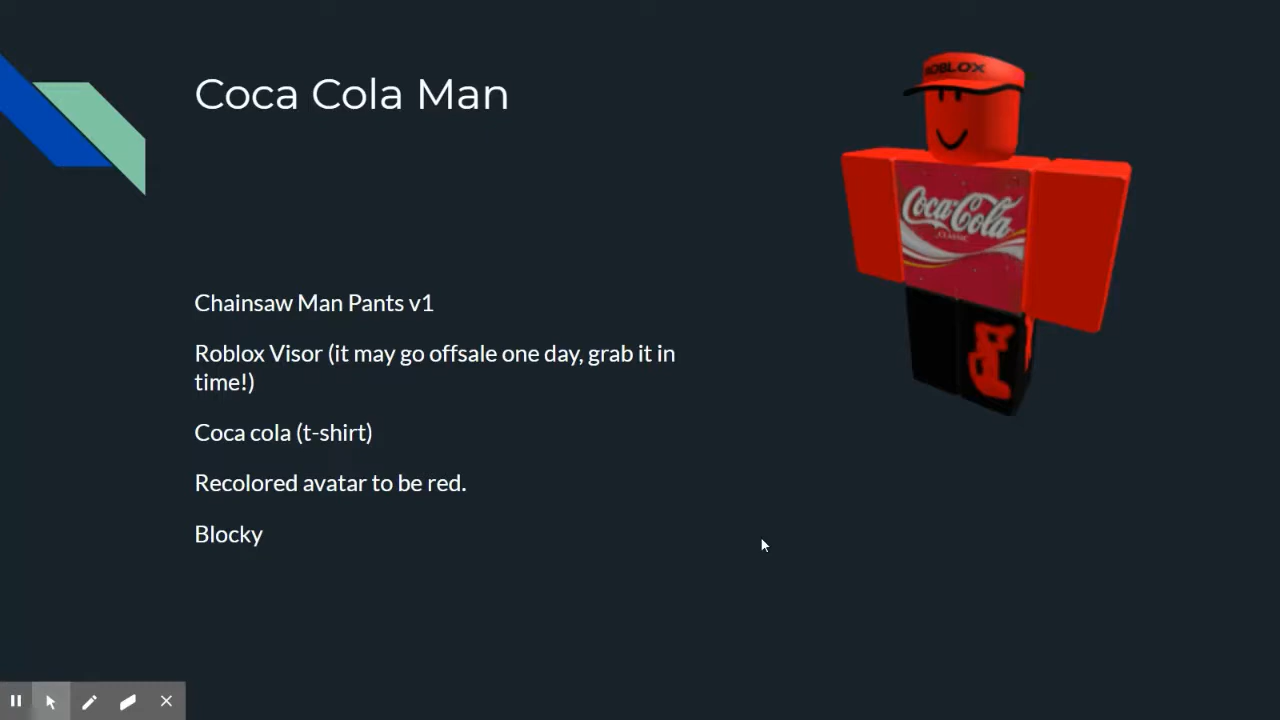 Coca Cola Man
ROBLOX
Coca-Cola
CLASSIC
Chainsaw Man Pants v1
Roblox Visor (it may go offsale one day, grab it in
time!)
Coca cola (t-shirt)
Recolored avatar to be red.
Blocky